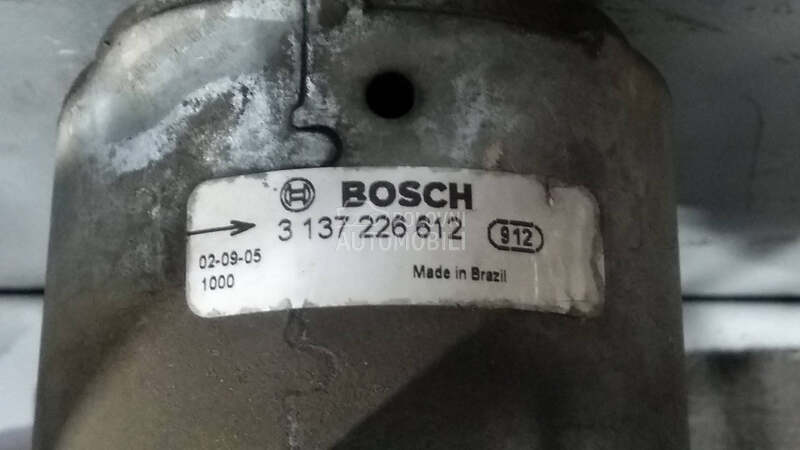 BOSCH
3 137 226 612 912
02-09-05
1000
Made in Brazil
AUTOMOBILI